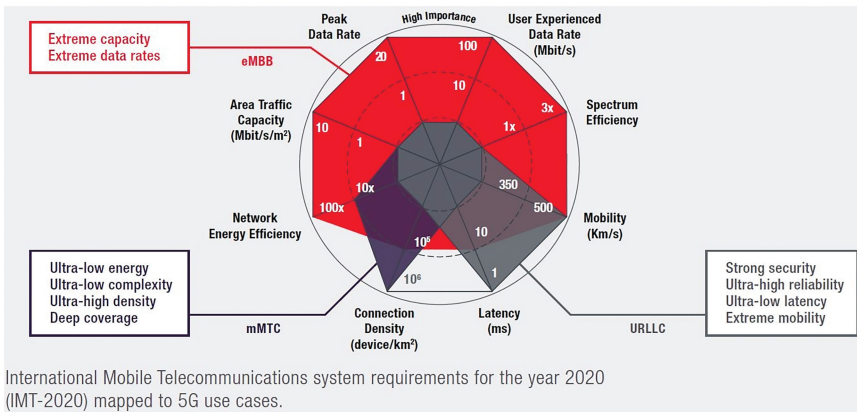 Extreme capacity
Extreme data rates
eMBB
Peak
Data Rate
High Importance
User Experienced
Data Rate
(Mbit/s)
20
100
1
10
Area Traffic
Capacity
(Mbit/s/m²)
10
1
3x
1x
Spectrum
Efficiency
Network
Energy Efficiency
100x
10x
350
500
Mobility
(Km/s)
10⁵
10
10⁶
1
Connection
Density
(device/km²)
Latency
(ms)
Ultra-low energy
Ultra-low complexity
Ultra-high density
Deep coverage
mMTC
Strong security
Ultra-high reliability
Ultra-low latency
Extreme mobility
URLLC
International Mobile Telecommunications system requirements for the year 2020
(IMT-2020) mapped to 5G use cases.